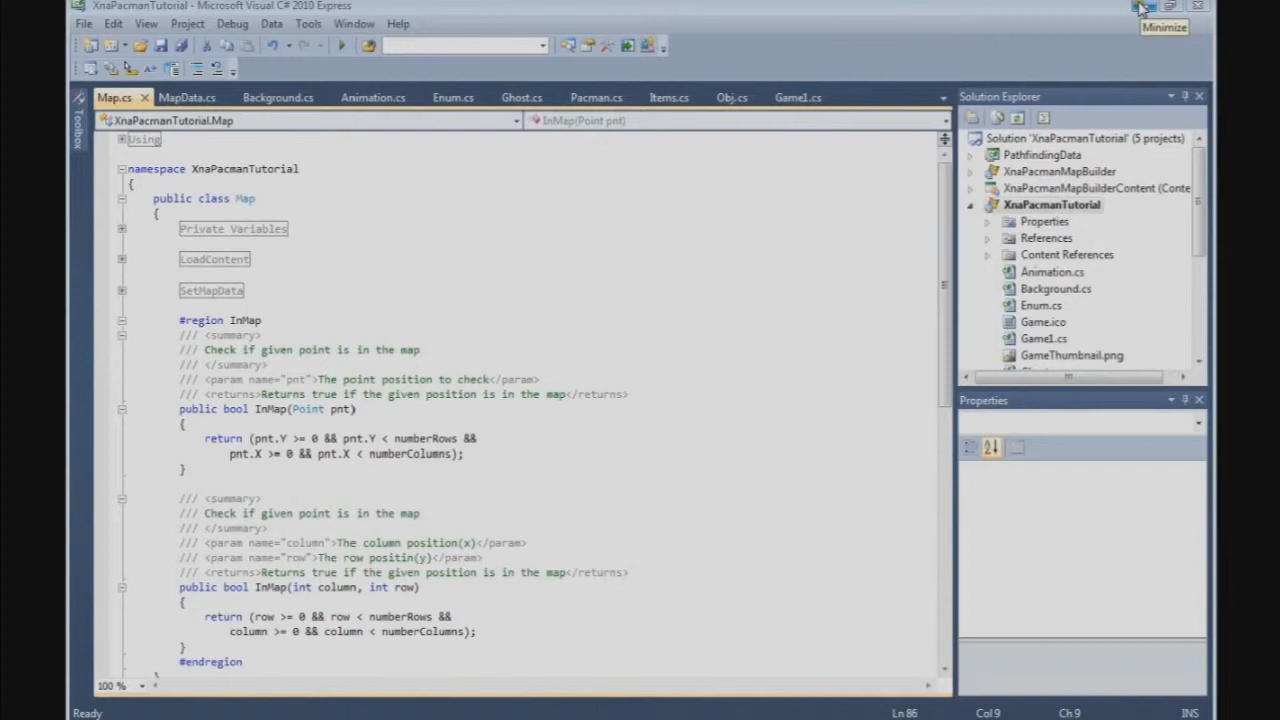 XnaPacmanTutorial - Microsoft Visual C# 2010 Express
Minimize
File Edit View Project Debug Data Tools Window Help
Map.cs MapData.cs Background.cs Animation.cs Enum.cs Ghost.cs Pacman.cs Items.cs Obj.cs Game1.cs
Toolbox
XnaPacmanTutorial.Map InMap(Point pnt)
Using
namespace XnaPacmanTutorial
{
public class Map
{
Private Variables
LoadContent
SetMapData
#region InMap
/// <summary>
/// Check if given point is in the map
/// </summary>
/// <param name="pnt">The point position to check</param>
/// <returns>Returns true if the given position is in the map</returns>
public bool InMap(Point pnt)
{
return (pnt.Y >= 0 && pnt.Y < numberRows &&
pnt.X >= 0 && pnt.X < numberColumns);
}
/// <summary>
/// Check if given point is in the map
/// </summary>
/// <param name="column">The column position(x)</param>
/// <param name="row">The row positin(y)</param>
/// <returns>Returns true if the given position is in the map</returns>
public bool InMap(int column, int row)
{
return (row >= 0 && row < numberRows &&
column >= 0 && column < numberColumns);
}
#endregion
100 %
Solution Explorer
Solution 'XnaPacmanTutorial' (5 projects)
PathfindingData
XnaPacmanMapBuilder
XnaPacmanMapBuilderContent (Conte
XnaPacmanTutorial
Properties
References
Content References
Animation.cs
Background.cs
Enum.cs
Game.ico
Game1.cs
GameThumbnail.png
Properties
Ready Ln 86 Col 9 Ch 9 INS